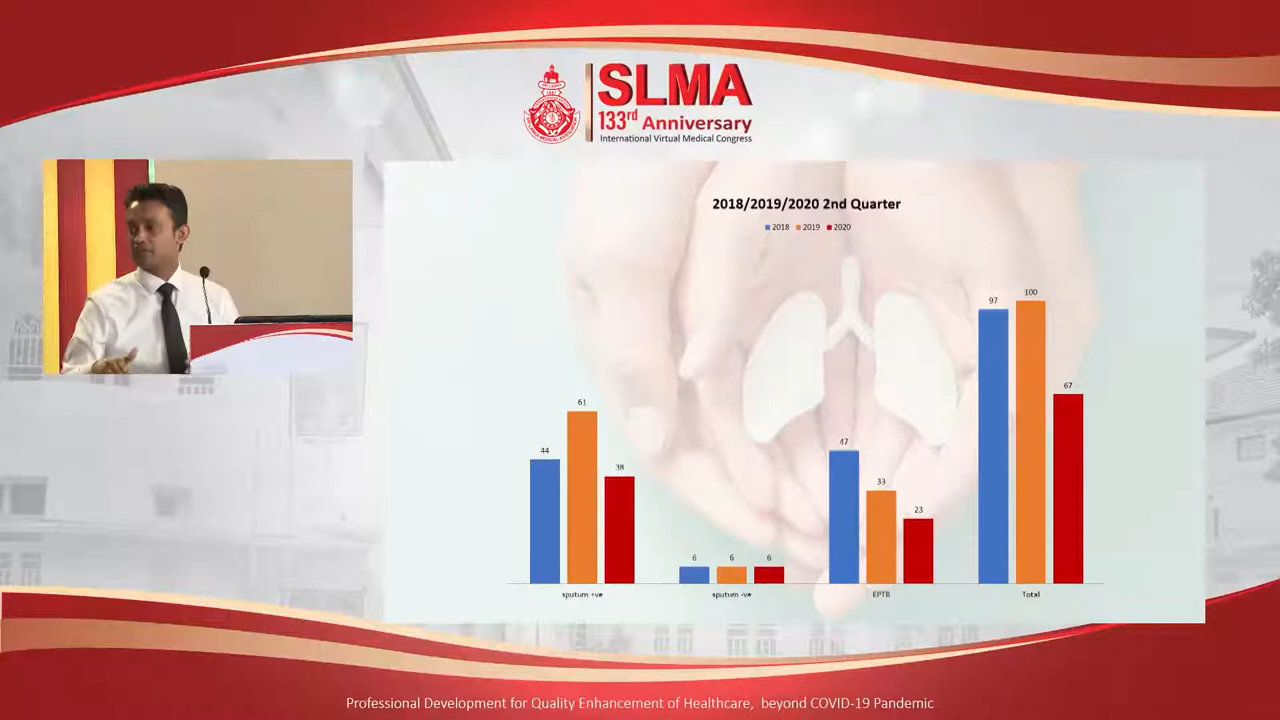 SLMA
133rd Anniversary
International Virtual Medical Congress
2018/2019/2020 2nd Quarter
2018 2019 2020
44
61
38
6
6
6
47
33
23
97
100
67
sputum +ve
sputum -ve
EPTB
Total
Professional Development for Quality Enhancement of Healthcare, beyond COVID-19 Pandemic